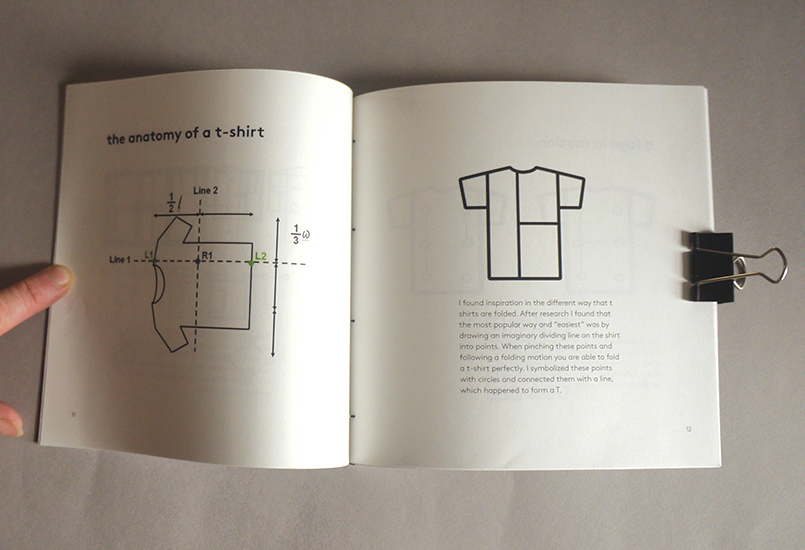 the anatomy of a t-shirt
Line 2
1/2 l
1/3 ω
Line 1
L1
R1
L2
11
I found inspiration in the different way that t
shirts are folded. After research I found that
the most popular way and “easiest” was by
drawing an imaginory dividing line on the shirt
into points. When pinching these points and
following a folding motion you are able to fold
a t-shirt perfectly. I symbolized these points
with circles and connected them with a line,
which happened to form a T.
12